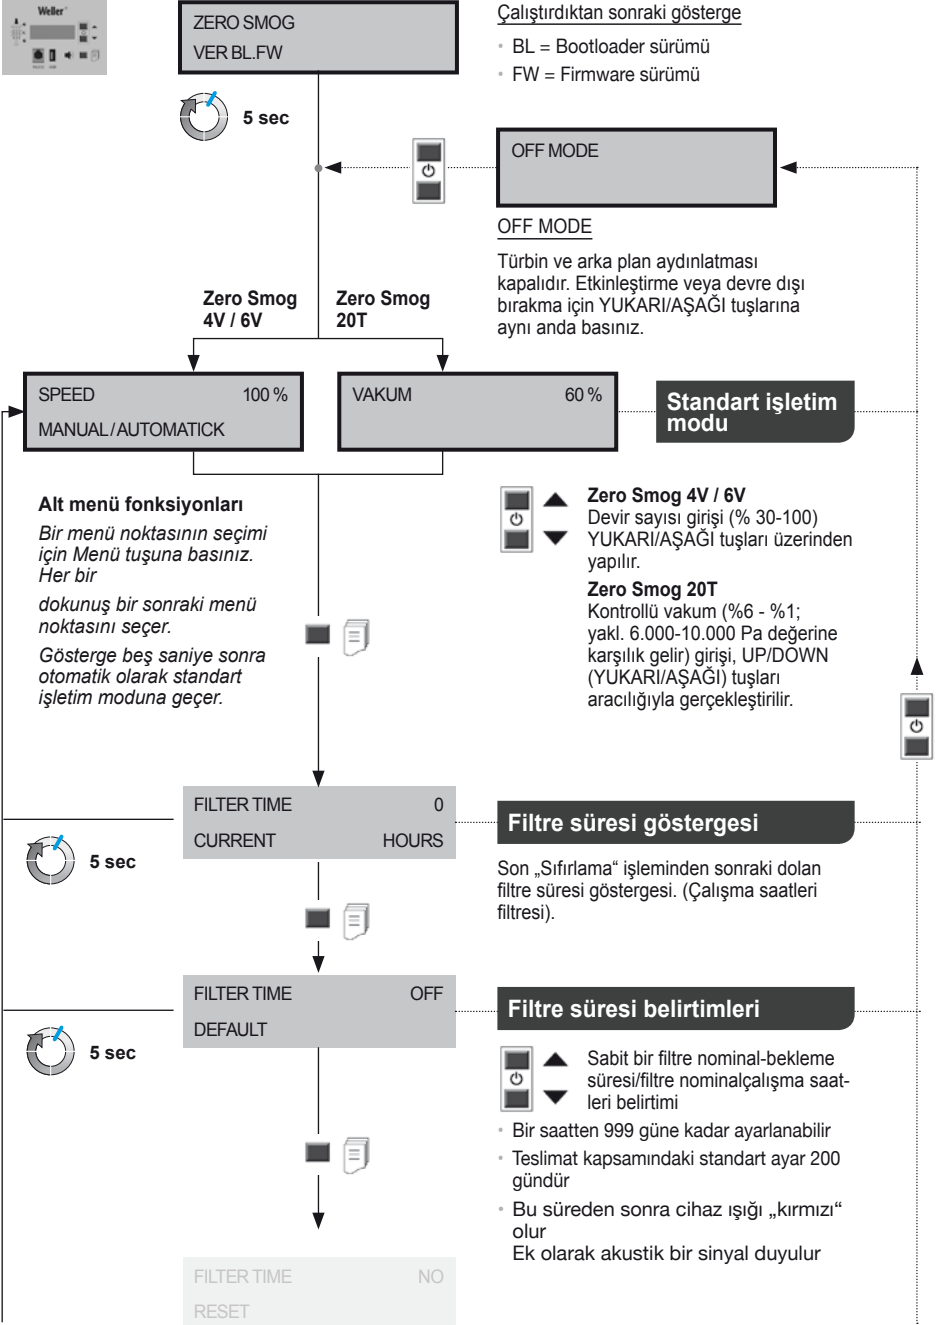 Weller
ZERO SMOG
VER BL.FW
Çalıştırdıktan sonraki gösterge
• BL = Bootloader sürümü
• FW = Firmware sürümü
5 sec
OFF MODE
OFF MODE
Türbin ve arka plan aydınlatması
kapalıdır. Etkinleştirme veya devre dışı
bırakma için YUKARI/AŞAĞI tuşlarına
aynı anda basınız.
Zero Smog
4V / 6V
Zero Smog
20T
SPEED 100 %
MANUAL / AUTOMATICK
VAKUM 60 %
Standart işletim
modu
Alt menü fonksiyonları
Bir menü noktasının seçimi
için Menü tuşuna basınız.
Her bir
dokunuş bir sonraki menü
noktasını seçer.
Gösterge beş saniye sonra
otomatik olarak standart
işletim moduna geçer.
Zero Smog 4V / 6V
Devir sayısı girişi (% 30-100)
YUKARI/AŞAĞI tuşları üzerinden
yapılır.
Zero Smog 20T
Kontrollü vakum (%6 - %1;
yakl. 6.000-10.000 Pa değerine
karşılık gelir) girişi, UP/DOWN
(YUKARI/AŞAĞI) tuşları
aracılığıyla gerçekleştirilir.
FILTER TIME 0
CURRENT HOURS
5 sec
Filtre süresi göstergesi
Son „Sıfırlama“ işleminden sonraki dolan
filtre süresi göstergesi. (Çalışma saatleri
filtresi).
FILTER TIME OFF
DEFAULT
5 sec
Filtre süresi belirtimleri
Sabit bir filtre nominal-bekleme
süresi/filtre nominalçalışma saat-
leri belirtimi
• Bir saatten 999 güne kadar ayarlanabilir
• Teslimat kapsamındaki standart ayar 200
gündür
• Bu süreden sonra cihaz ışığı „kırmızı“
olur
Ek olarak akustik bir sinyal duyulur
FILTER TIME NO
RESET